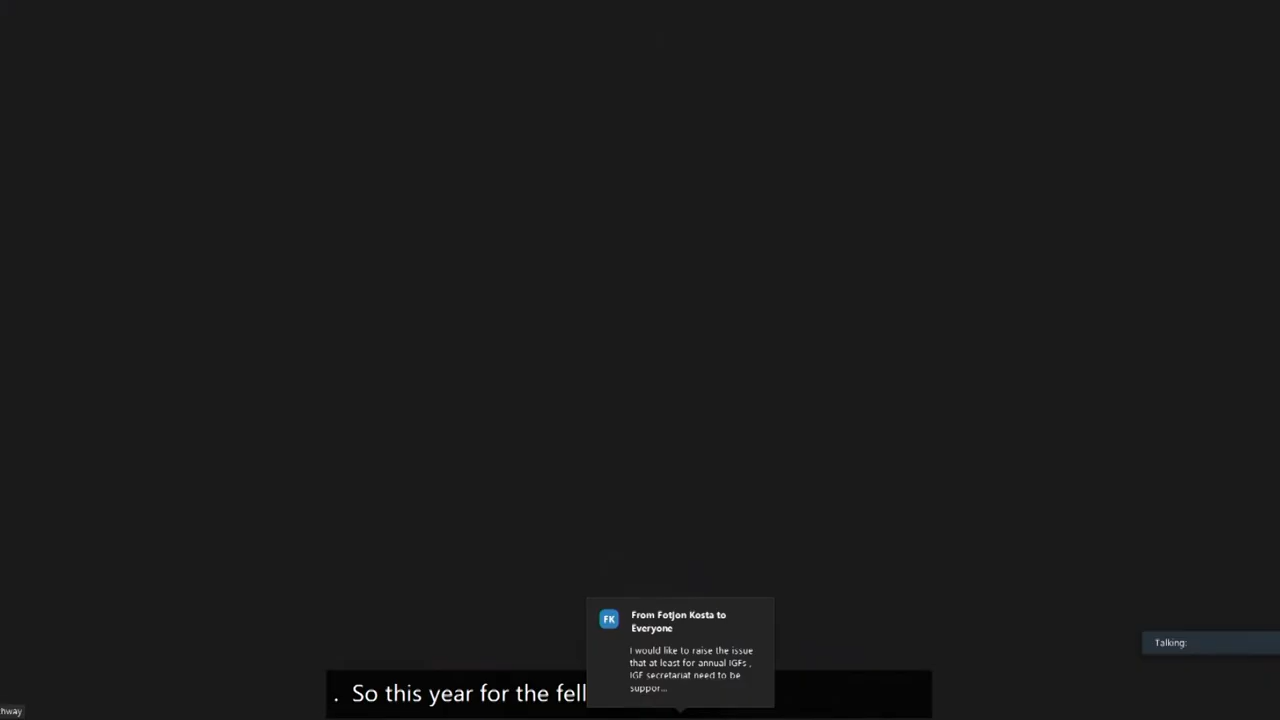 FK
From Fotjon Kosta to
Everyone
I would like to raise the issue
that at least for annual IGFs ,
IGF secretariat need to be
suppor...
Talking:
. So this year for the fell
hway